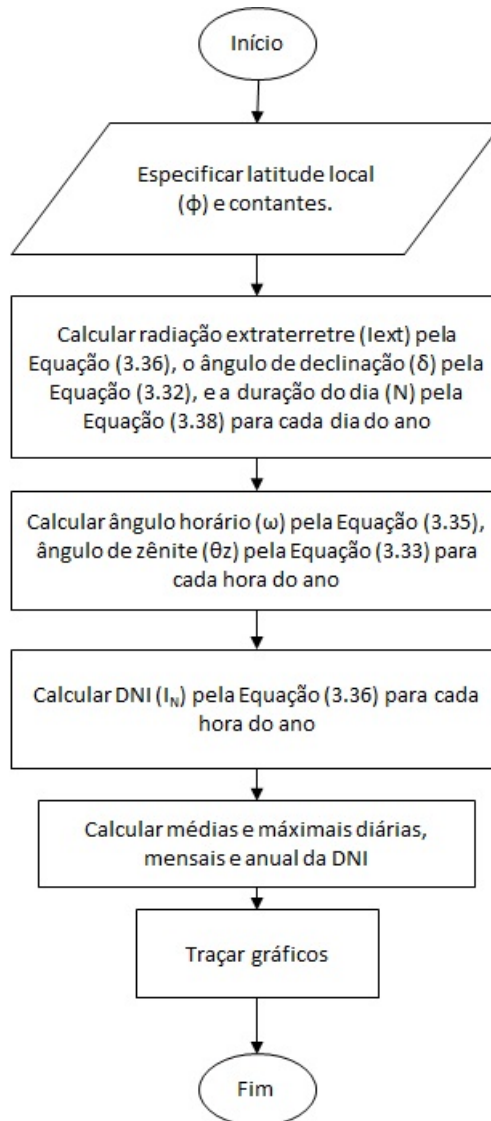 Início
Especificar latitude local
(ϕ) e contantes.
Calcular radiação extraterretre (Iext) pela
Equação (3.36), o ângulo de declinação (δ) pela
Equação (3.32), e a duração do dia (N) pela
Equação (3.38) para cada dia do ano
Calcular ângulo horário (ω) pela Equação (3.35),
ângulo de zênite (θz) pela Equação (3.33) para
cada hora do ano
Calcular DNI (I_N) pela Equação (3.36) para cada
hora do ano
Calcular médias e máximais diárias,
mensais e anual da DNI
Traçar gráficos
Fim